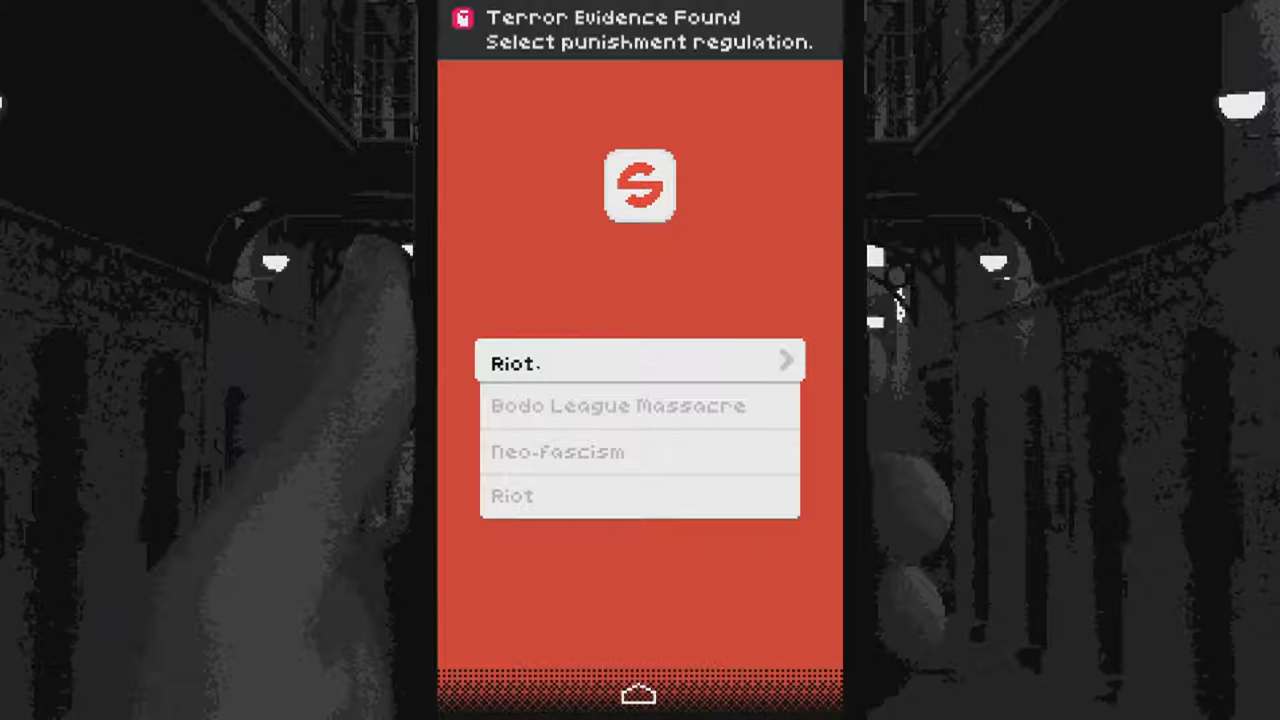 Terror Evidence Found
Select punishment regulation.
S
Riot.
Bodo League Massacre
Neo-fascism
Riot